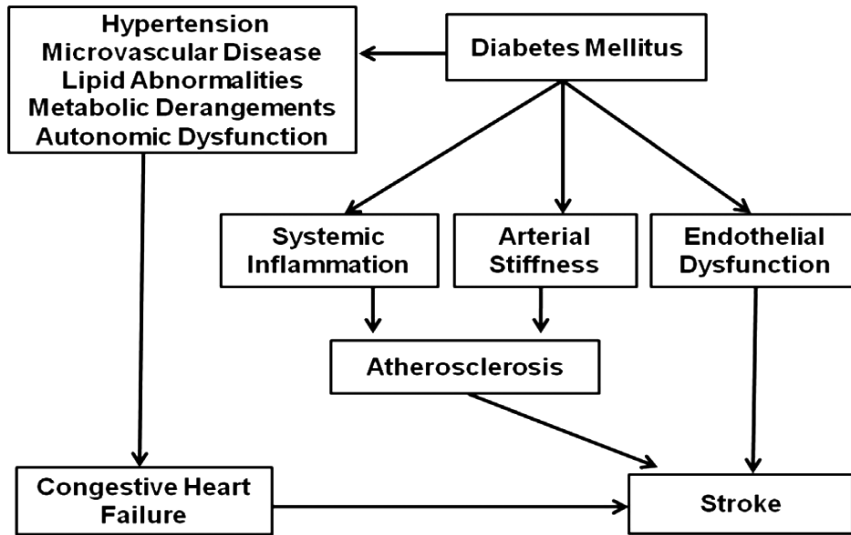 Hypertension
Microvascular Disease
Lipid Abnormalities
Metabolic Derangements
Autonomic Dysfunction
Diabetes Mellitus
Systemic
Inflammation
Arterial
Stiffness
Endothelial
Dysfunction
Atherosclerosis
Congestive Heart
Failure
Stroke